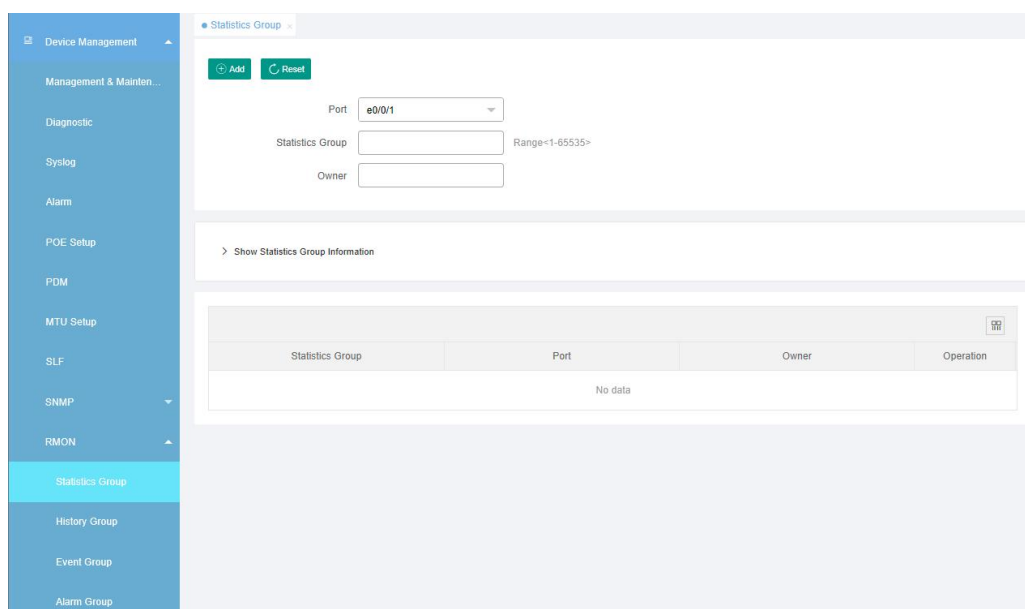 Device Management
Management & Mainten...
Diagnostic
Syslog
Alarm
POE Setup
PDM
MTU Setup
SLF
SNMP
RMON
Statistics Group
History Group
Event Group
Alarm Group
Statistics Group ×
Add Reset
Port e0/0/1
Statistics Group Range<1-65535>
Owner
Show Statistics Group Information
Statistics Group Port Owner Operation
No data